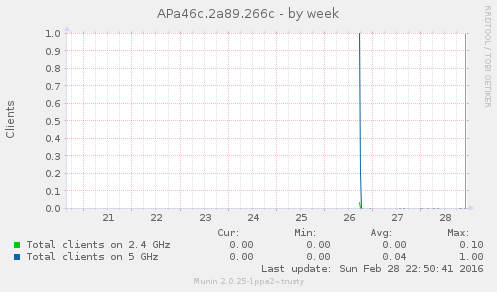 APa46c.2a89.266c - by week
RRDTOOL / TOBI OETIKER
Clients
1.0
0.9
0.8
0.7
0.6
0.5
0.4
0.3
0.2
0.1
0.0
21 22 23 24 25 26 27 28
Cur: Min: Avg: Max:
Total clients on 2.4 GHz 0.00 0.00 0.00 0.10
Total clients on 5 GHz 0.00 0.00 0.04 1.00
Last update: Sun Feb 28 22:50:41 2016
Munin 2.0.25-1ppa2~trusty